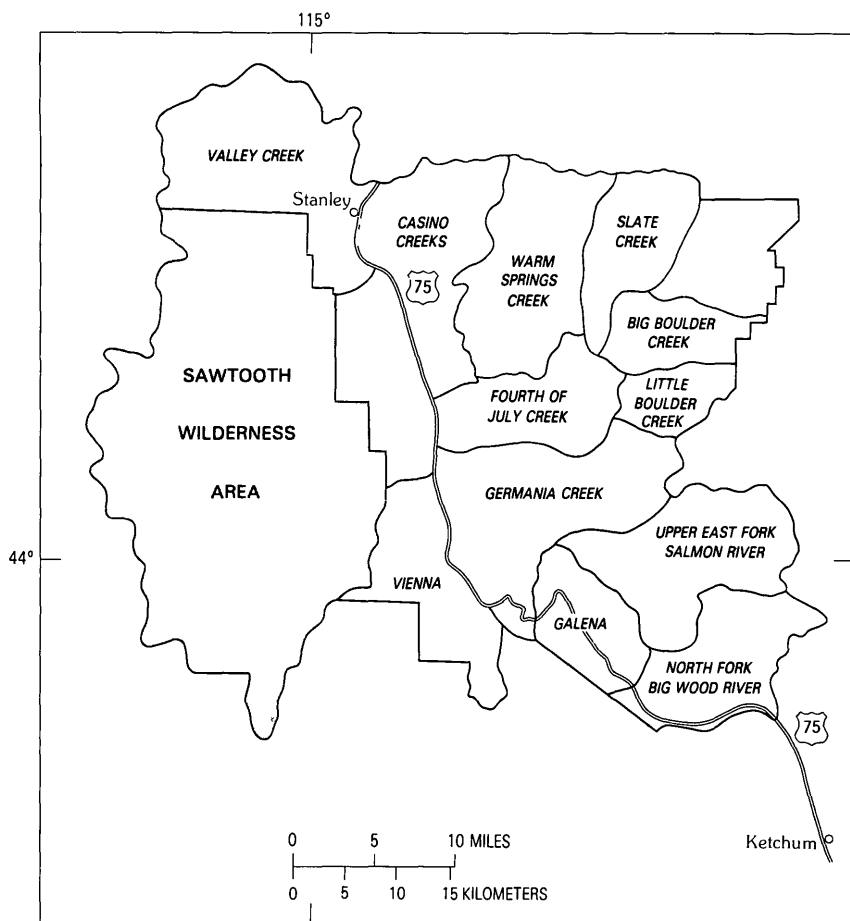 115°
VALLEY CREEK
Stanley
CASINO
CREEKS
SLATE
CREEK
WARM
SPRINGS
CREEK
75
BIG BOULDER
CREEK
SAWTOOTH
WILDERNESS
AREA
FOURTH OF
JULY CREEK
LITTLE
BOULDER
CREEK
GERMANIA CREEK
UPPER EAST FORK
SALMON RIVER
44°
VIENNA
GALENA
NORTH FORK
BIG WOOD RIVER
75
Ketchum
0 5 10 MILES
0 5 10 15 KILOMETERS